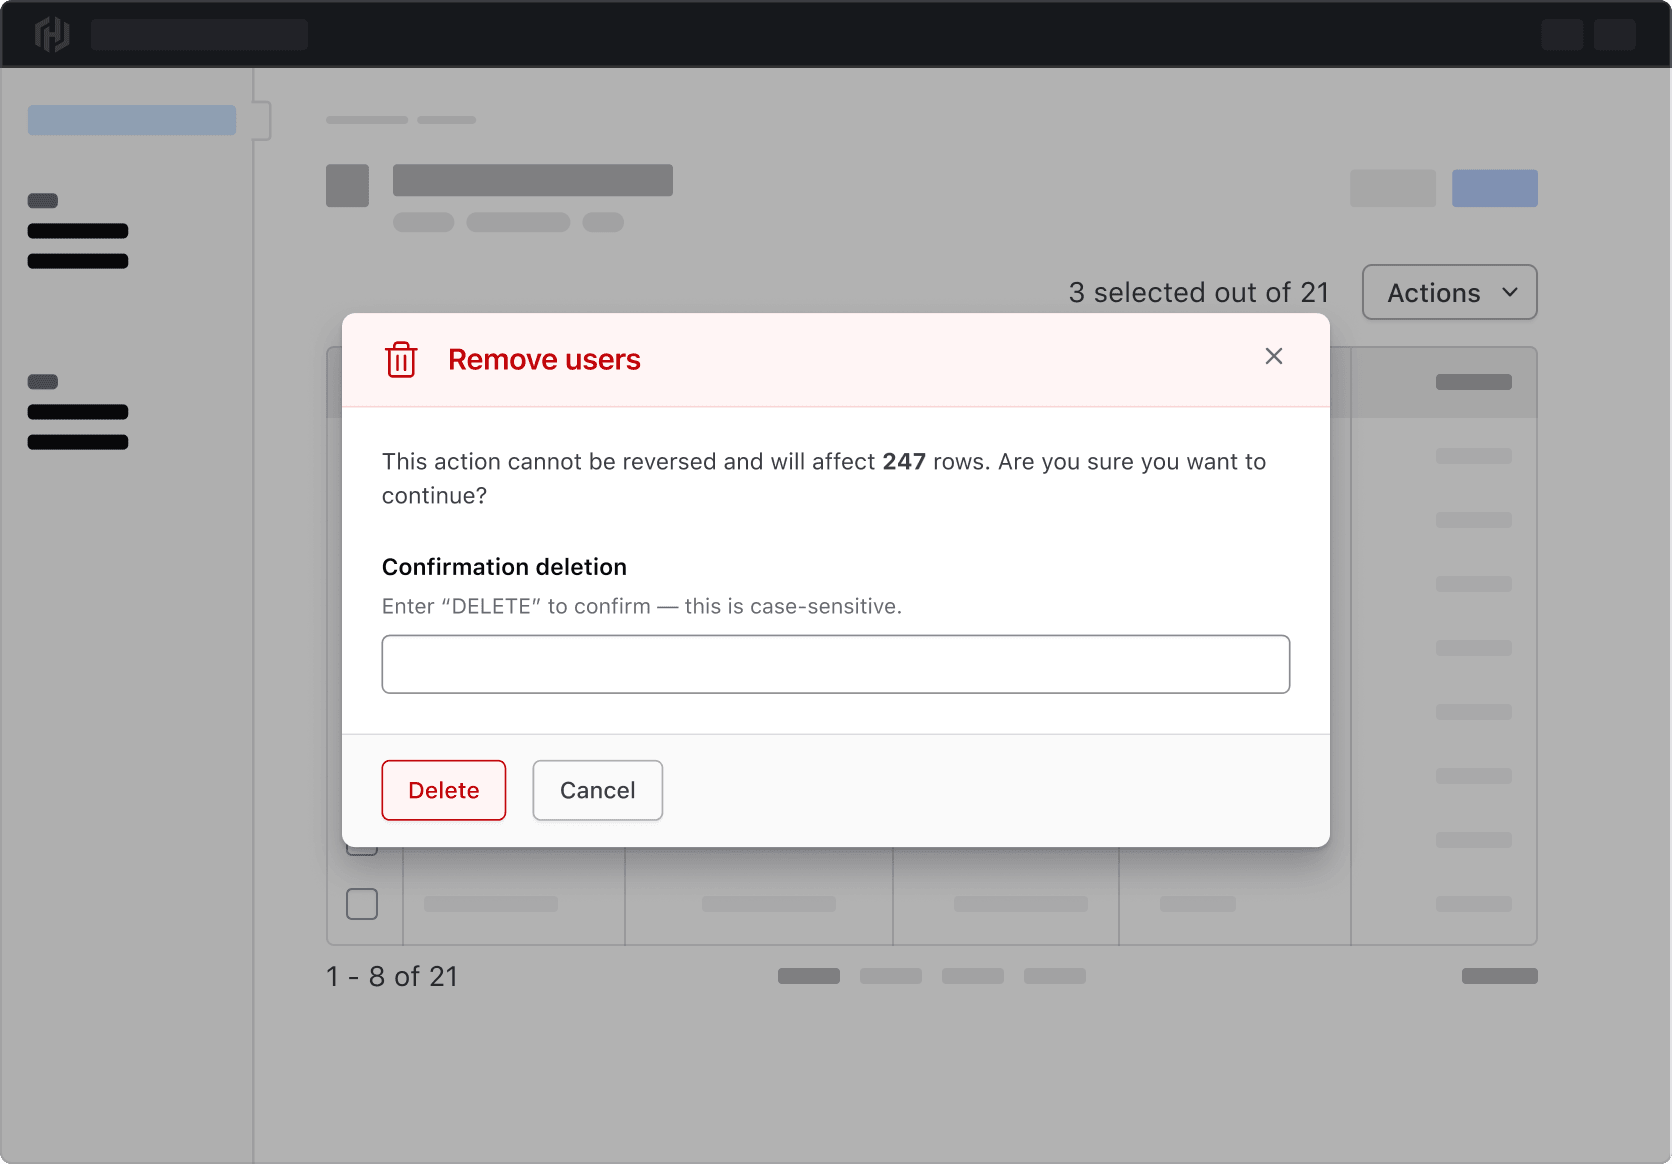 3 selected out of 21
Actions
Remove users
This action cannot be reversed and will affect 247 rows. Are you sure you want to
continue?
Confirmation deletion
Enter “DELETE” to confirm — this is case-sensitive.
Delete
Cancel
1 - 8 of 21